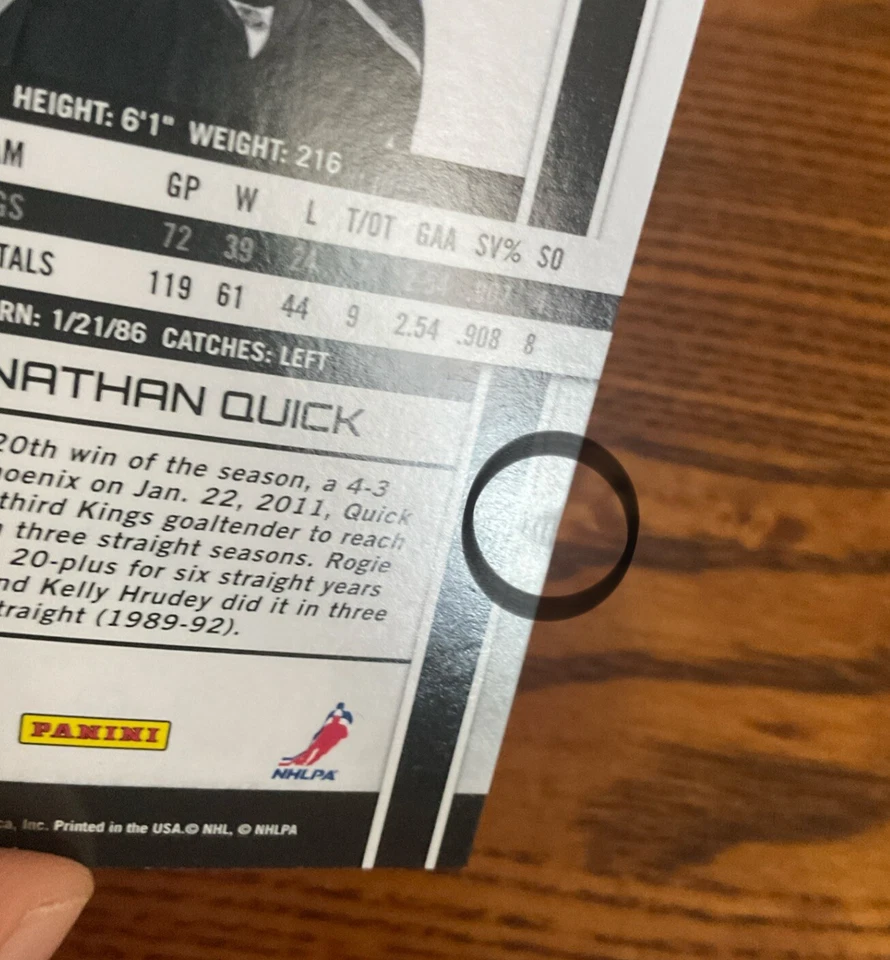 HEIGHT: 6'1" WEIGHT: 216
GP W L T/OT GAA SV% SO
72 39 24
TALS 119 61 44 9 2.54 .908 8
RN: 1/21/86 CATCHES: LEFT
NATHAN QUICK
20th win of the season, a 4-3
hoenix on Jan. 22, 2011, Quick
third Kings goaltender to reach
three straight seasons. Rogie
20-plus for six straight years
nd Kelly Hrudey did it in three
traight (1989-92).
PANINI
NHLPA
ca, Inc. Printed in the USA.© NHL, © NHLPA